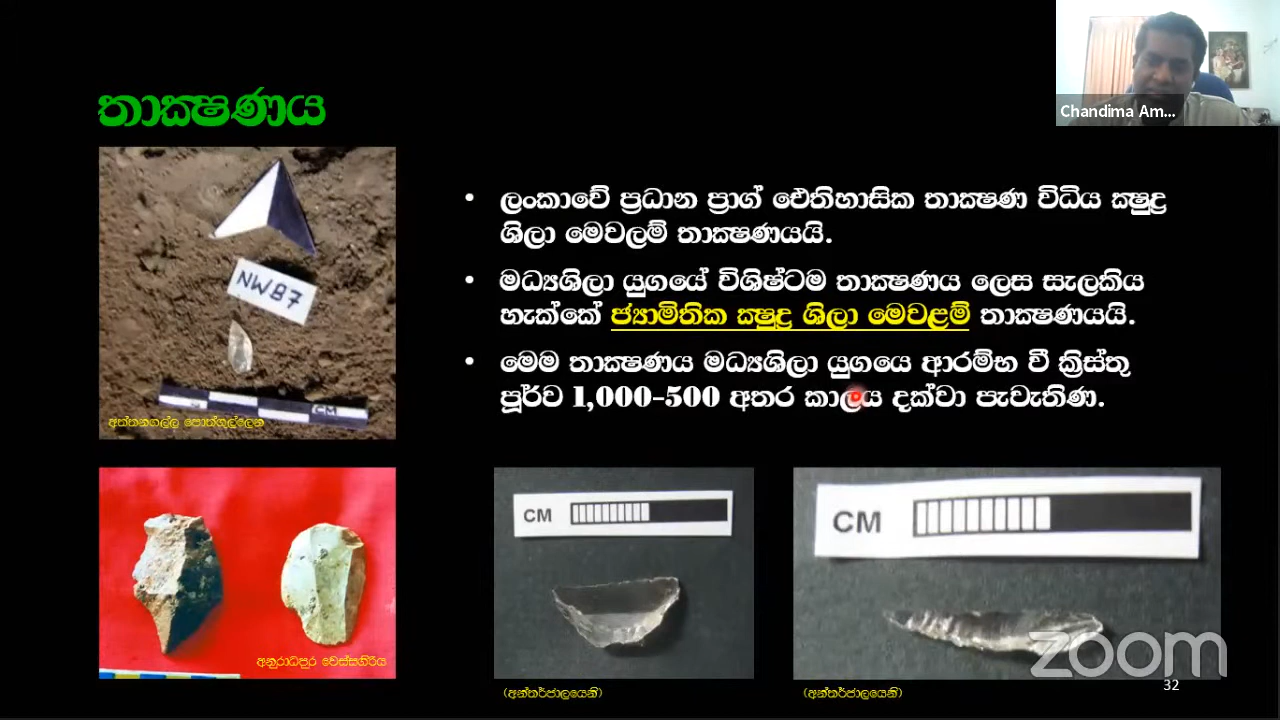 Chandima Am...
තාක්‍ෂණය
• ලංකාවේ ප්‍රධාන ප්‍රාග් ඓතිහාසික තාක්‍ෂණ විධිය ක්‍ෂුද්‍ර
ශිලා මෙවලම් තාක්‍ෂණයයි.
• මධ්‍යශිලා යුගයේ විශිෂ්ටම තාක්‍ෂණය ලෙස සැලකිය
හැක්කේ ජ්‍යාමිතික ක්‍ෂුද්‍ර ශිලා මෙවළම් තාක්‍ෂණයයි.
• මෙම තාක්‍ෂණය මධ්‍යශිලා යුගයෙ ආරම්භ වී ක්‍රිස්තු
පූර්ව 1,000-500 අතර කාලය දක්වා පැවැතිණ.
NW87
CM
අත්තනගල්ල පොත්ගුල්ලෙන
අනුරාධපුර වෙස්සගිරිය
CM
(අන්තර්ජාලයෙනි)
CM
(අන්තර්ජාලයෙනි)
zoom
32